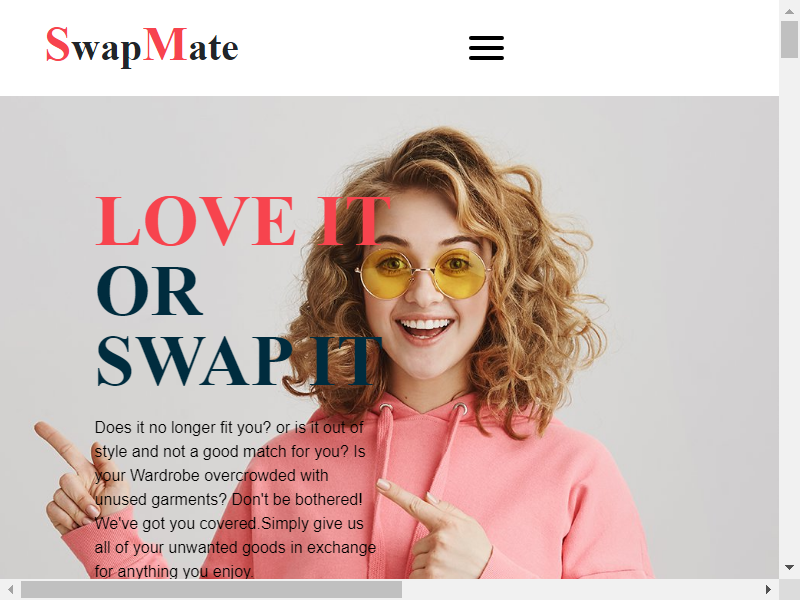 SwapMate
LOVE IT
OR
SWAP IT
Does it no longer fit you? or is it out of
style and not a good match for you? Is
your Wardrobe overcrowded with
unused garments? Don't be bothered!
We've got you covered.Simply give us
all of your unwanted goods in exchange
for anything you enjoy.